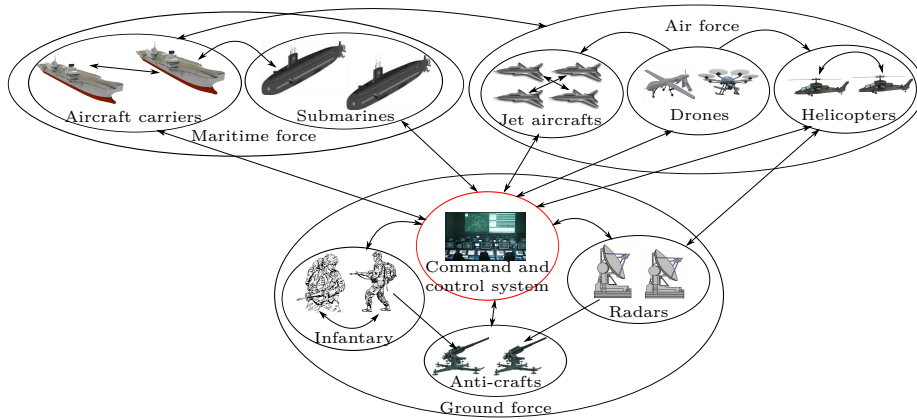 Air force
Aircraft carriers
Submarines
Jet aircrafts
Drones
Helicopters
Maritime force
Command and
control system
Infantary
Radars
Anti-crafts
Ground force